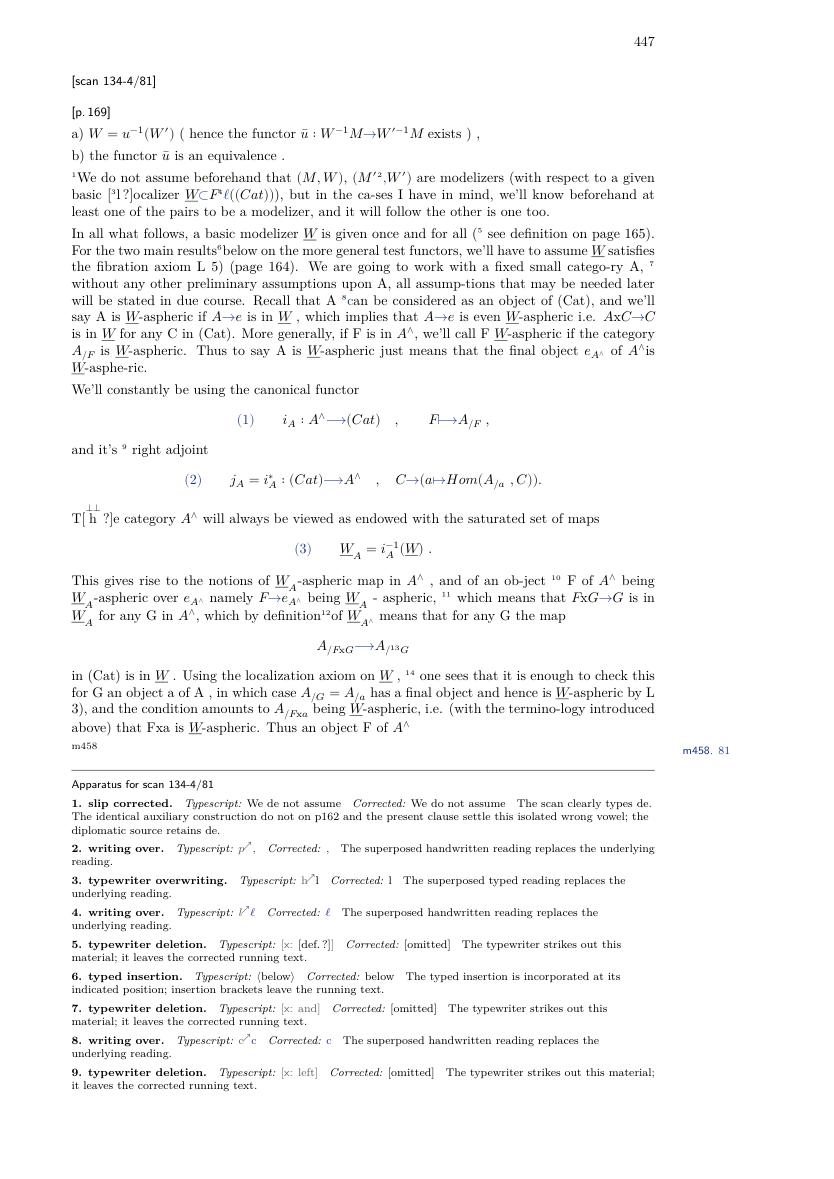 447
[scan 134-4/81]
[p. 169]
a) W = u⁻¹(W′) ( hence the functor ū : W⁻¹M→W′⁻¹M exists ) ,
b) the functor ū is an equivalence .
¹We do not assume beforehand that (M, W), (M′²,W′) are modelizers (with respect to a given
basic [³l ?]ocalizer W⊂F⁴ℓ((Cat))), but in the ca-ses I have in mind, we'll know beforehand at
least one of the pairs to be a modelizer, and it will follow the other is one too.
In all what follows, a basic modelizer W is given once and for all (⁵ see definition on page 165).
For the two main results⁶below on the more general test functors, we'll have to assume W satisfies
the fibration axiom L 5) (page 164). We are going to work with a fixed small catego-ry A, ⁷
without any other preliminary assumptions upon A, all assump-tions that may be needed later
will be stated in due course. Recall that A ⁸can be considered as an object of (Cat), and we'll
say A is W-aspheric if A→e is in W , which implies that A→e is even W-aspheric i.e. AxC→C
is in W for any C in (Cat). More generally, if F is in A^, we'll call F W-aspheric if the category
A_{/F} is W-aspheric. Thus to say A is W-aspheric just means that the final object e_{A^} of A^is
W-asphe-ric.
We'll constantly be using the canonical functor
(1) i_A : A^⟶(Cat) , F⟼A_{/F} ,
and it's ⁹ right adjoint
(2) j_A = i*_A : (Cat)⟶A^ , C→(a↦Hom(A_{/a} , C)).
T[⊥⊥ h ?]e category A^ will always be viewed as endowed with the saturated set of maps
(3) W_A = i_A⁻¹(W) .
This gives rise to the notions of W_A-aspheric map in A^ , and of an ob-ject ¹⁰ F of A^ being
W_A-aspheric over e_{A^} namely F→e_{A^} being W_A - aspheric, ¹¹ which means that FxG→G is in
W_A for any G in A^, which by definition¹²of W_{A^} means that for any G the map
A_{/FxG}⟶A_{/¹³G}
in (Cat) is in W . Using the localization axiom on W , ¹⁴ one sees that it is enough to check this
for G an object a of A , in which case A_{/G} = A_{/a} has a final object and hence is W-aspheric by L
3), and the condition amounts to A_{/Fxa} being W-aspheric, i.e. (with the termino-logy introduced
above) that Fxa is W-aspheric. Thus an object F of A^
m458
m458. 81
Apparatus for scan 134-4/81
1. slip corrected. Typescript: We de not assume Corrected: We do not assume The scan clearly types de.
The identical auxiliary construction do not on p162 and the present clause settle this isolated wrong vowel; the
diplomatic source retains de.
2. writing over. Typescript: p↗, Corrected: , The superposed handwritten reading replaces the underlying
reading.
3. typewriter overwriting. Typescript: h↗l Corrected: l The superposed typed reading replaces the
underlying reading.
4. writing over. Typescript: l↗ℓ Corrected: ℓ The superposed handwritten reading replaces the
underlying reading.
5. typewriter deletion. Typescript: [x: [def. ?]] Corrected: [omitted] The typewriter strikes out this
material; it leaves the corrected running text.
6. typed insertion. Typescript: ⟨below⟩ Corrected: below The typed insertion is incorporated at its
indicated position; insertion brackets leave the running text.
7. typewriter deletion. Typescript: [x: and] Corrected: [omitted] The typewriter strikes out this
material; it leaves the corrected running text.
8. writing over. Typescript: c↗c Corrected: c The superposed handwritten reading replaces the
underlying reading.
9. typewriter deletion. Typescript: [x: left] Corrected: [omitted] The typewriter strikes out this material;
it leaves the corrected running text.